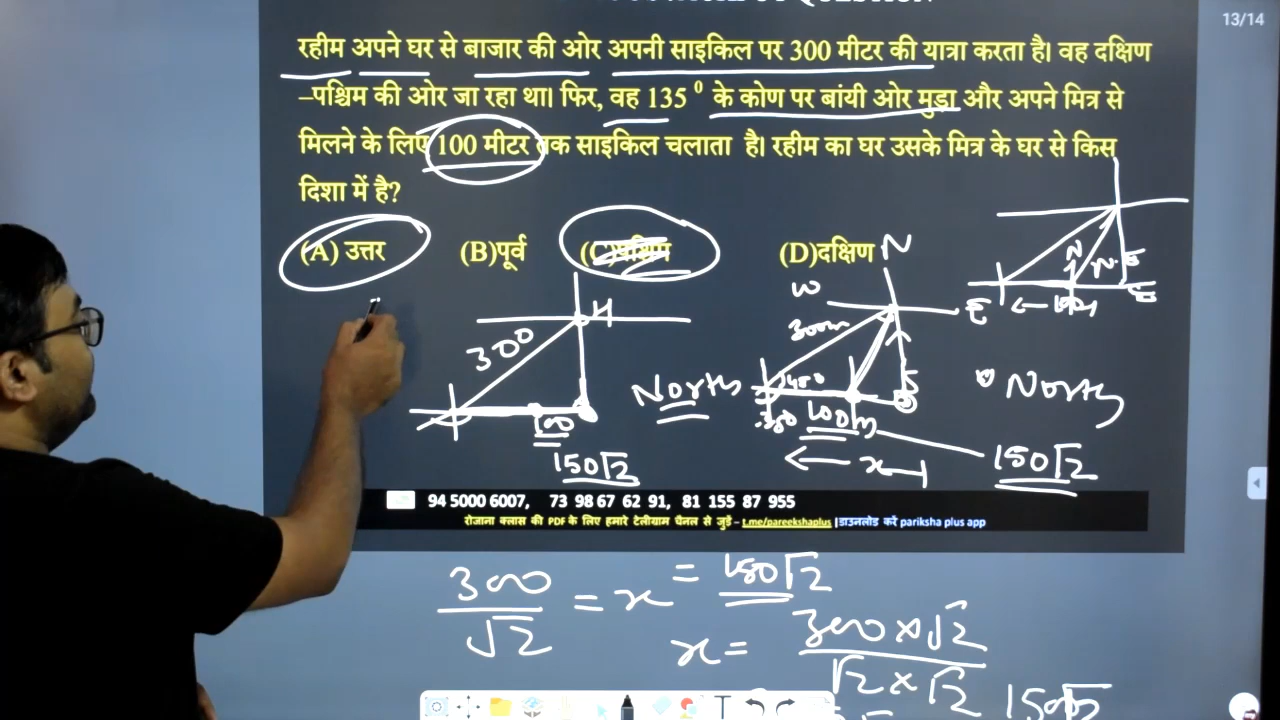 13/14
रहीम अपने घर से बाजार की ओर अपनी साइकिल पर 300 मीटर की यात्रा करता है। वह दक्षिण
–पश्चिम की ओर जा रहा था। फिर, वह 135 ⁰ के कोण पर बांयी ओर मुड़ा और अपने मित्र से
मिलने के लिए 100 मीटर तक साइकिल चलाता है। रहीम का घर उसके मित्र के घर से किस
दिशा में है?
(A) उत्तर (B)पूर्व (C)पश्चिम (D)दक्षिण
N
W
E
H
300
300m
450
S
North
North
100
100m
x
150√2
150√2
94 5000 6007, 73 98 67 62 91, 81 155 87 955
रोजाना क्लास की PDF के लिए हमारे टेलीग्राम चैनल से जुड़ें – t.me/pareekshaplus |डाउनलोड करें pariksha plus app
300/√2 = x = 150√2
x = 300×√2/√2×√2
T